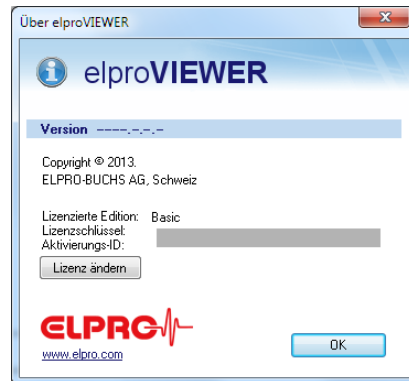 Über elproVIEWER
elproVIEWER
Version ----.-.-.-
Copyright © 2013.
ELPRO-BUCHS AG, Schweiz
Lizenzierte Edition: Basic
Lizenzschlüssel:
Aktivierungs-ID:
Lizenz ändern
ELPRO
www.elpro.com
OK